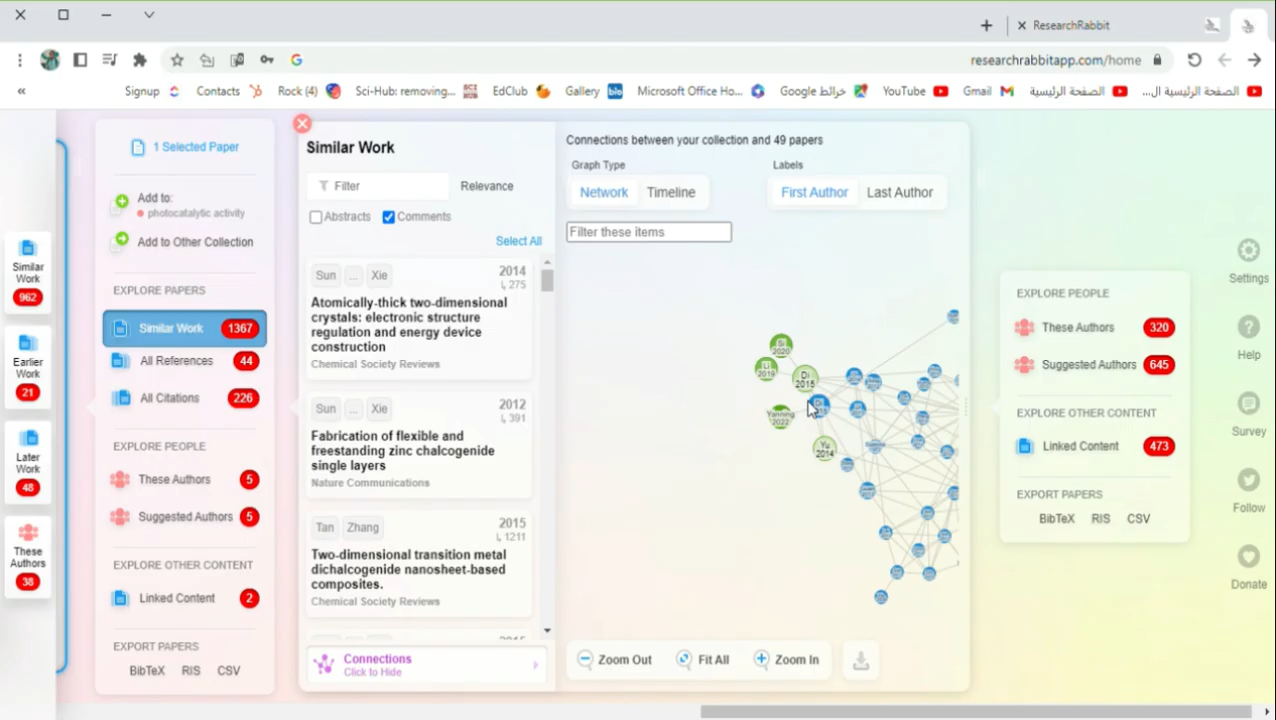 ResearchRabbit
researchrabbitapp.com/home
Signup
Contacts
Rock (4)
Sci-Hub: removing...
SCI HUB
EdClub
Gallery
blo
Microsoft Office Ho...
خرائط Google
YouTube
Gmail
الصفحة الرئيسية
الصفحة الرئيسية ال...
Similar Work
962
Earlier Work
21
Later Work
48
These Authors
38
1 Selected Paper
Add to:
photocatalytic activity
Add to Other Collection
EXPLORE PAPERS
Similar Work 1367
All References 44
All Citations 226
EXPLORE PEOPLE
These Authors 5
Suggested Authors 5
EXPLORE OTHER CONTENT
Linked Content 2
EXPORT PAPERS
BibTeX RIS CSV
Similar Work
Filter
Relevance
Abstracts
Comments
Select All
Sun ... Xie 2014
275
Atomically-thick two-dimensional
crystals: electronic structure
regulation and energy device
construction
Chemical Society Reviews
Sun ... Xie 2012
391
Fabrication of flexible and
freestanding zinc chalcogenide
single layers
Nature Communications
Tan Zhang 2015
1211
Two-dimensional transition metal
dichalcogenide nanosheet-based
composites.
Chemical Society Reviews
Connections
Click to Hide
Connections between your collection and 49 papers
Graph Type
Network Timeline
Labels
First Author Last Author
Filter these items
Si
2020
Li
2019
Di
2015
Yanning
2022
Yu
2014
Zoom Out
Fit All
Zoom In
EXPLORE PEOPLE
These Authors 320
Suggested Authors 645
EXPLORE OTHER CONTENT
Linked Content 473
EXPORT PAPERS
BibTeX RIS CSV
Settings
Help
Survey
Follow
Donate